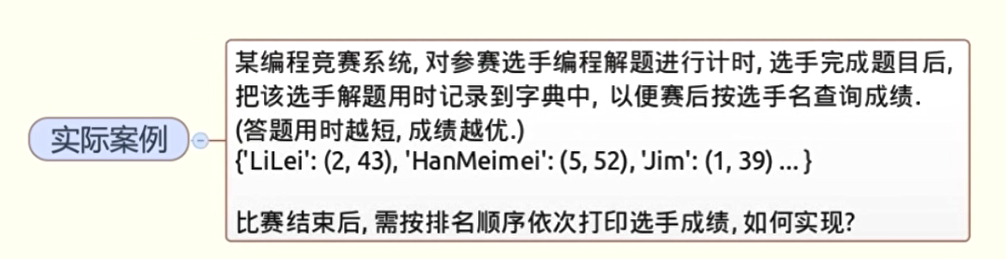 实际案例
某编程竞赛系统, 对参赛选手编程解题进行计时, 选手完成题目后,
把该选手解题用时记录到字典中, 以便赛后按选手名查询成绩.
(答题用时越短, 成绩越优.)
{'LiLei': (2, 43), 'HanMeimei': (5, 52), 'Jim': (1, 39) ... }
比赛结束后, 需按排名顺序依次打印选手成绩, 如何实现?